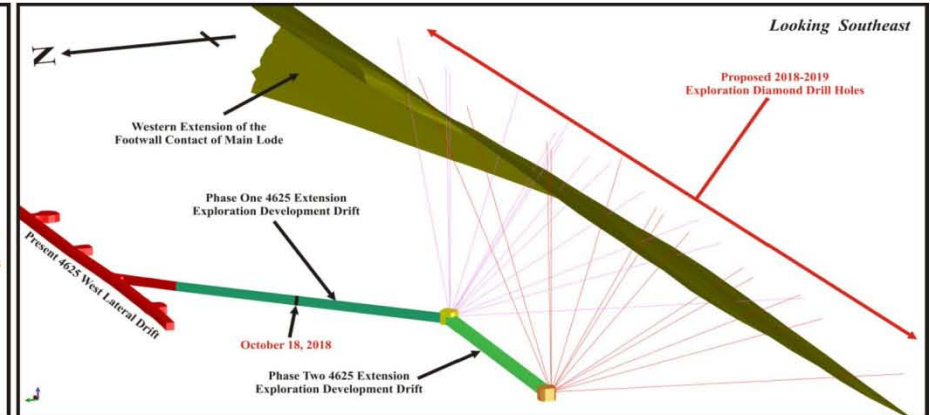 Looking Southeast
N
Proposed 2018-2019
Exploration Diamond Drill Holes
Western Extension of the
Footwall Contact of Main Lode
Phase One 4625 Extension
Exploration Development Drift
Present 4625 West Lateral Drift
October 18, 2018
Phase Two 4625 Extension
Exploration Development Drift